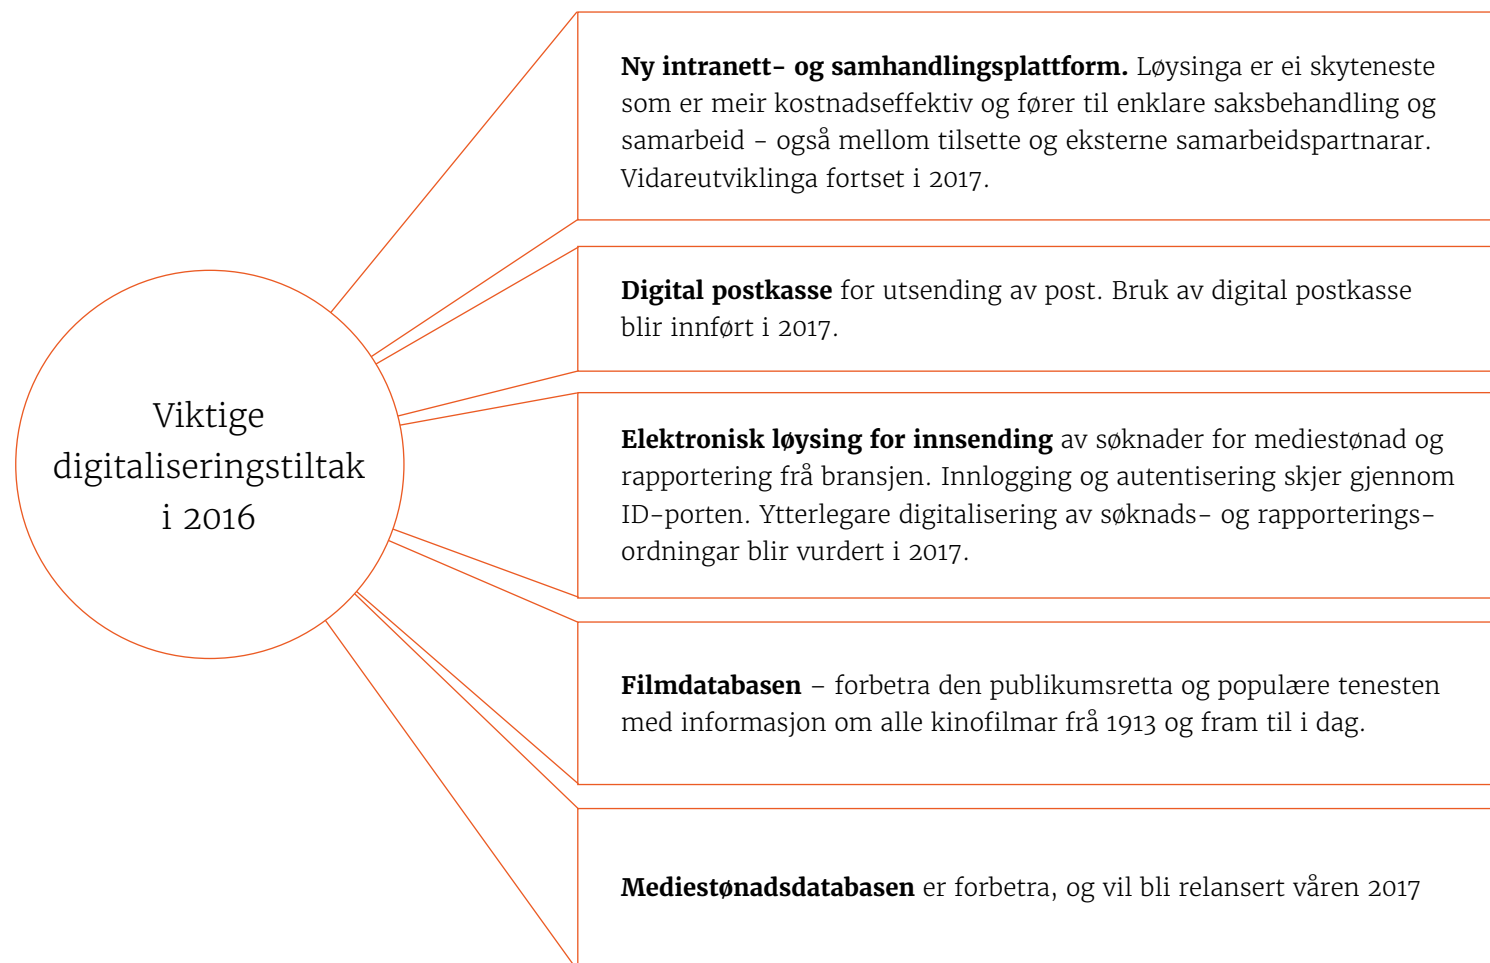 Viktige
digitaliseringstiltak
i 2016
Ny intranett- og samhandlingsplattform. Løysinga er ei skyteneste
som er meir kostnadseffektiv og fører til enklare saksbehandling og
samarbeid - også mellom tilsette og eksterne samarbeidspartnarar.
Vidareutviklinga fortset i 2017.
Digital postkasse for utsending av post. Bruk av digital postkasse
blir innført i 2017.
Elektronisk løysing for innsending av søknader for mediestønad og
rapportering frå bransjen. Innlogging og autentisering skjer gjennom
ID-porten. Ytterlegare digitalisering av søknads- og rapporterings-
ordningar blir vurdert i 2017.
Filmdatabasen – forbetra den publikumsretta og populære tenesten
med informasjon om alle kinofilmar frå 1913 og fram til i dag.
Mediestønadsdatabasen er forbetra, og vil bli relansert våren 2017